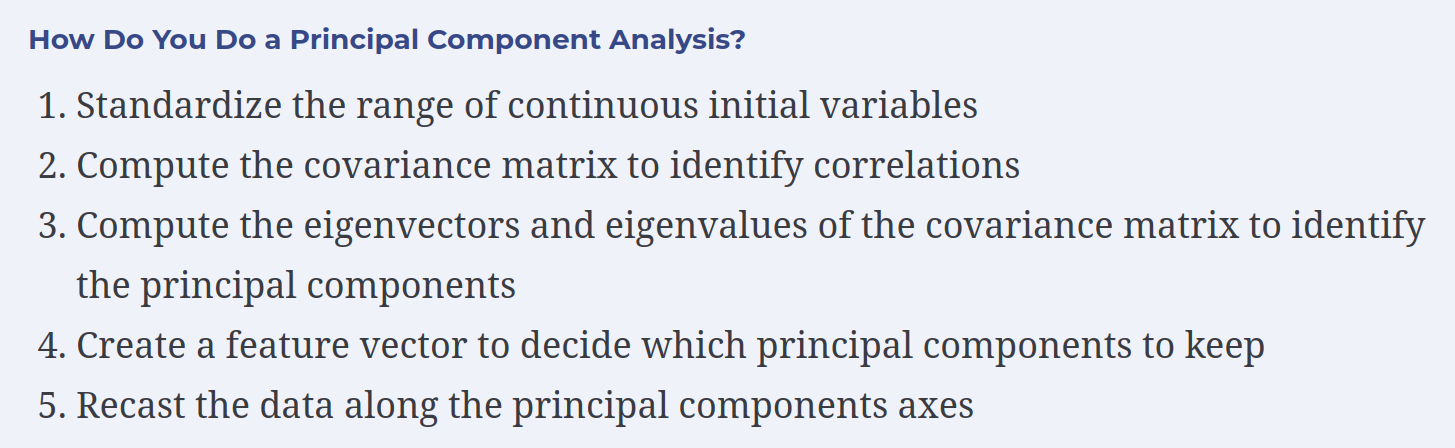 How Do You Do a Principal Component Analysis?
1. Standardize the range of continuous initial variables
2. Compute the covariance matrix to identify correlations
3. Compute the eigenvectors and eigenvalues of the covariance matrix to identify
the principal components
4. Create a feature vector to decide which principal components to keep
5. Recast the data along the principal components axes